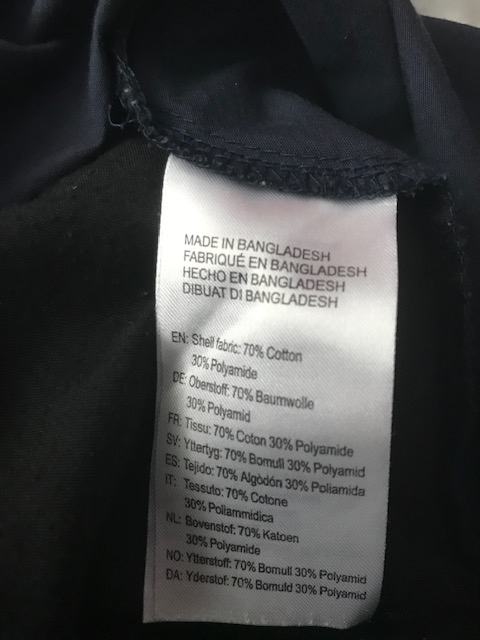 MADE IN BANGLADESH
FABRIQUÉ EN BANGLADESH
HECHO EN BANGLADESH
DIBUAT DI BANGLADESH
EN: Shell fabric: 70% Cotton
30% Polyamide
DE: Oberstoff: 70% Baumwolle
30% Polyamid
FR: Tissu: 70% Coton 30% Polyamide
SV: Yttertyg: 70% Bomull 30% Polyamid
ES: Tejido: 70% Algodón 30% Poliamida
IT: Tessuto: 70% Cotone
30% Poliammidica
NL: Bovenstof: 70% Katoen
30% Polyamide
NO: Ytterstoff: 70% Bomull 30% Polyamid
DA: Yderstof: 70% Bomuld 30% Polyamid